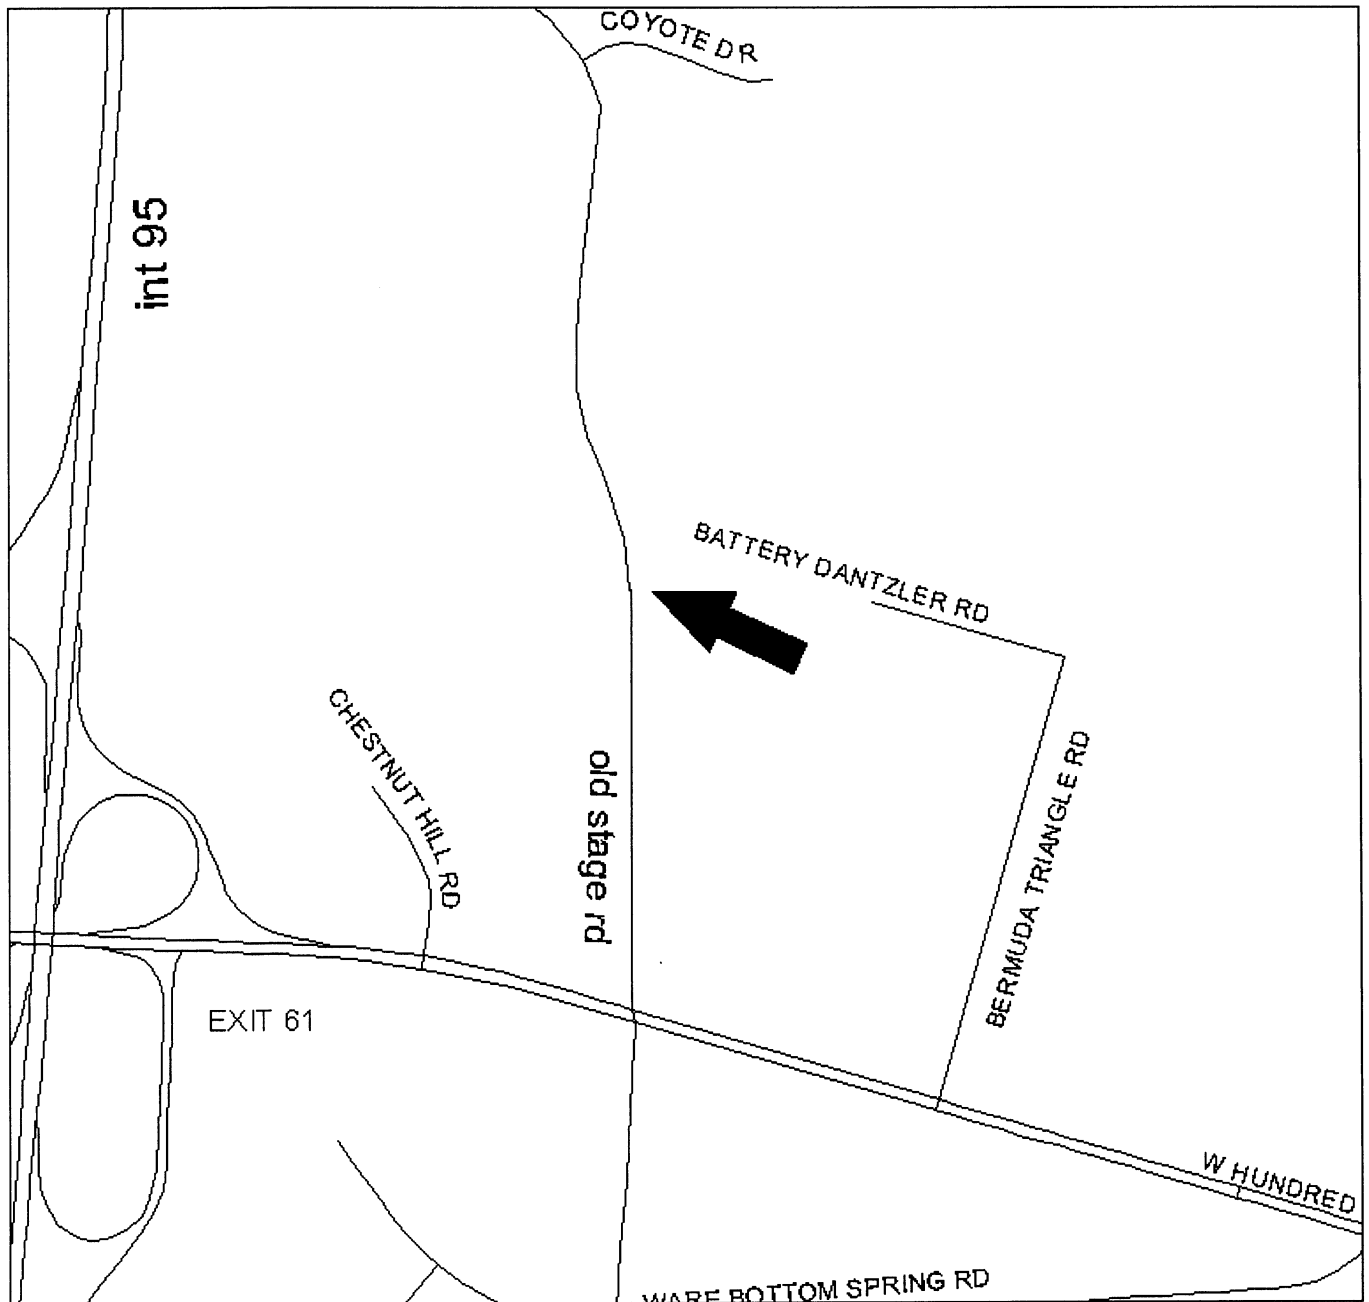 COYOTE DR
int 95
BATTERY DANTZLER RD
CHESTNUT HILL RD
old stage rd
BERMUDA TRIANGLE RD
EXIT 61
W HUNDRED
WARE BOTTOM SPRING RD